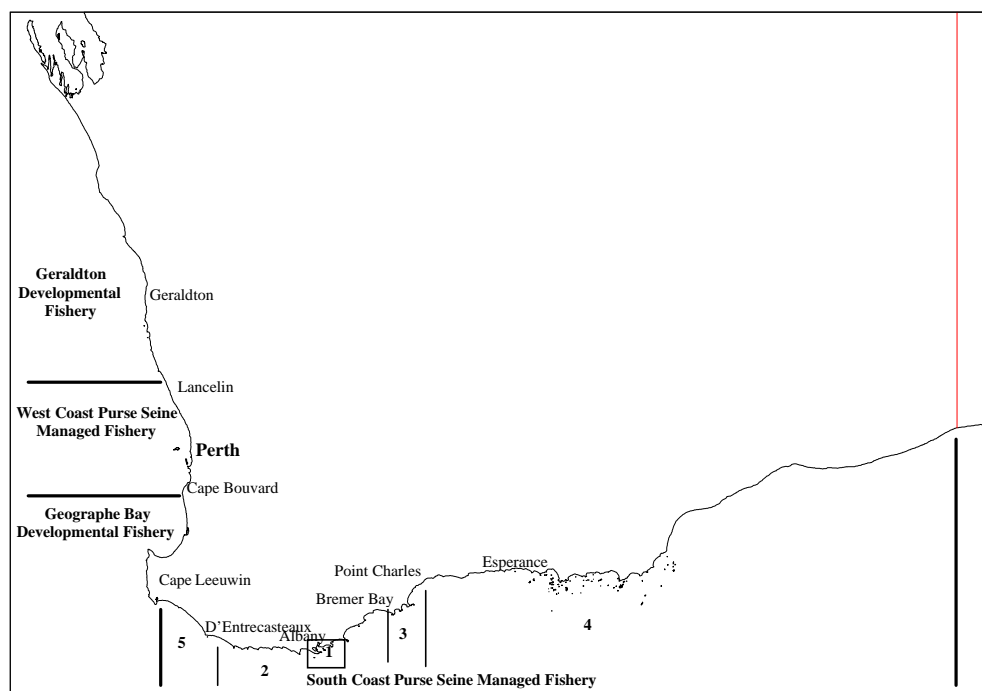 Geraldton
Developmental
Fishery
Geraldton
Lancelin
West Coast Purse Seine
Managed Fishery
Perth
Cape Bouvard
Geographe Bay
Developmental Fishery
Cape Leeuwin
Point Charles
Esperance
Bremer Bay
D'Entrecasteaux
Albany
5
2
1
3
4
South Coast Purse Seine Managed Fishery